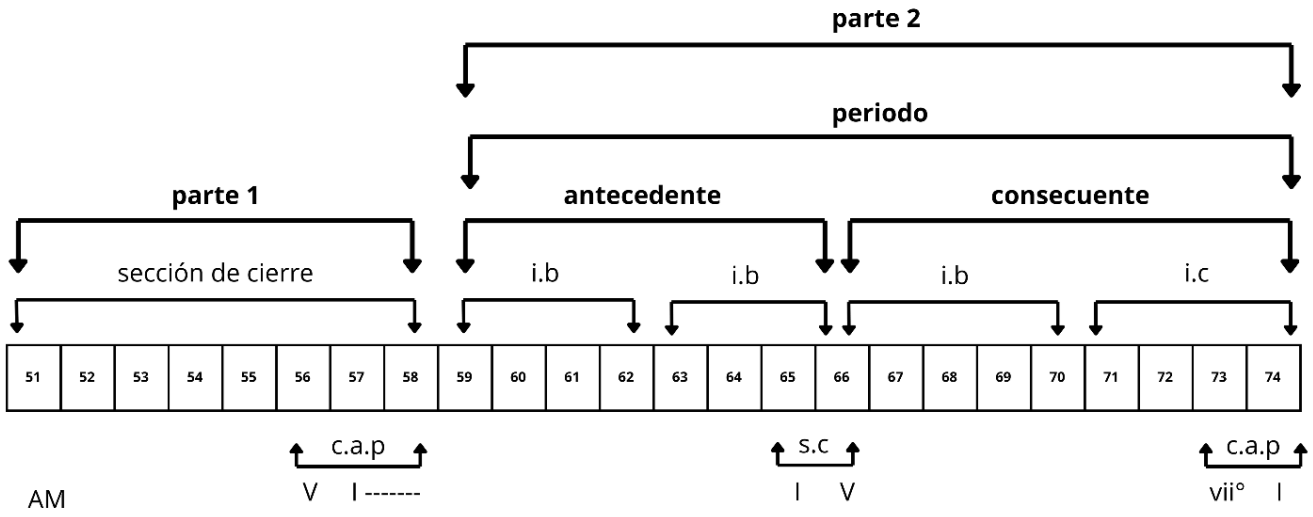 parte 2
periodo
parte 1 antecedente consecuente
sección de cierre i.b i.b i.b i.c
51 52 53 54 55 56 57 58 59 60 61 62 63 64 65 66 67 68 69 70 71 72 73 74
c.a.p s.c c.a.p
AM V I ------- I V vii° I